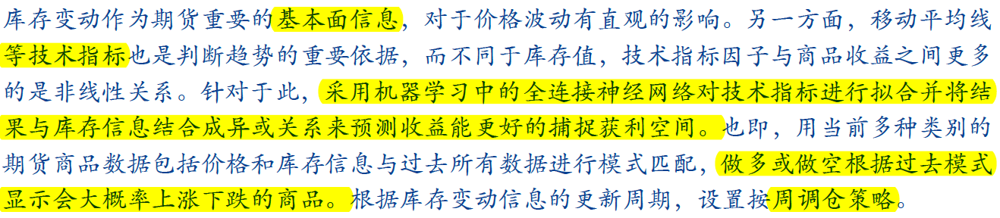 库存变动作为期货重要的基本面信息，对于价格波动有直观的影响。另一方面，移动平均线
等技术指标也是判断趋势的重要依据，而不同于库存值，技术指标因子与商品收益之间更多
的是非线性关系。针对于此，采用机器学习中的全连接神经网络对技术指标进行拟合并将结
果与库存信息结合成异或关系来预测收益能更好的捕捉获利空间。也即，用当前多种类别的
期货商品数据包括价格和库存信息与过去所有数据进行模式匹配，做多或做空根据过去模式
显示会大概率上涨下跌的商品。根据库存变动信息的更新周期，设置按周调仓策略。